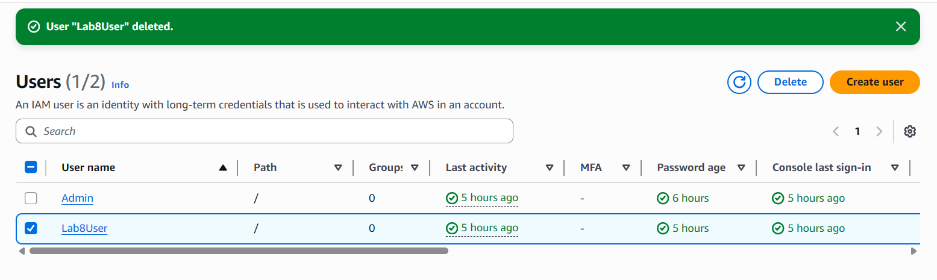 User "Lab8User" deleted.
Users (1/2) Info
Delete
Create user
An IAM user is an identity with long-term credentials that is used to interact with AWS in an account.
Search
1
User name Path Groups Last activity MFA Password age Console last sign-in
Admin / 0 5 hours ago - 6 hours 5 hours ago
Lab8User / 0 5 hours ago - 5 hours 5 hours ago